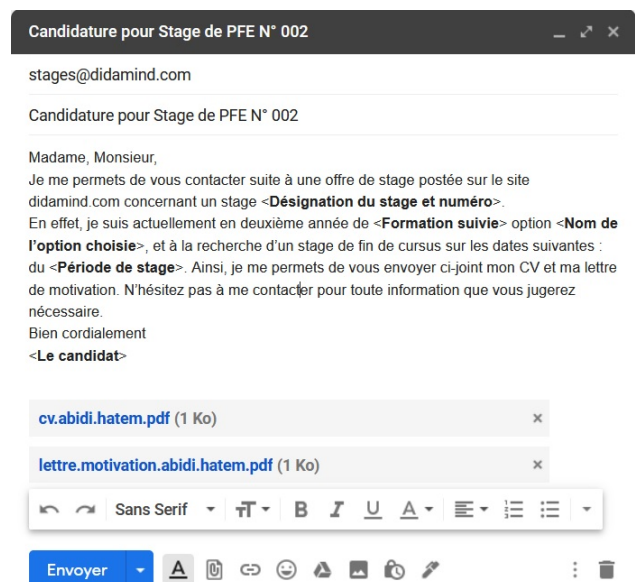 Candidature pour Stage de PFE N° 002
stages@didamind.com
Candidature pour Stage de PFE N° 002
Madame, Monsieur,
Je me permets de vous contacter suite à une offre de stage postée sur le site
didamind.com concernant un stage <Désignation du stage et numéro>.
En effet, je suis actuellement en deuxième année de <Formation suivie> option <Nom de
l’option choisie>, et à la recherche d’un stage de fin de cursus sur les dates suivantes :
du <Période de stage>. Ainsi, je me permets de vous envoyer ci-joint mon CV et ma lettre
de motivation. N’hésitez pas à me contacter pour toute information que vous jugerez
nécessaire.
Bien cordialement
<Le candidat>
cv.abidi.hatem.pdf (1 Ko)
lettre.motivation.abidi.hatem.pdf (1 Ko)
Sans Serif
Envoyer